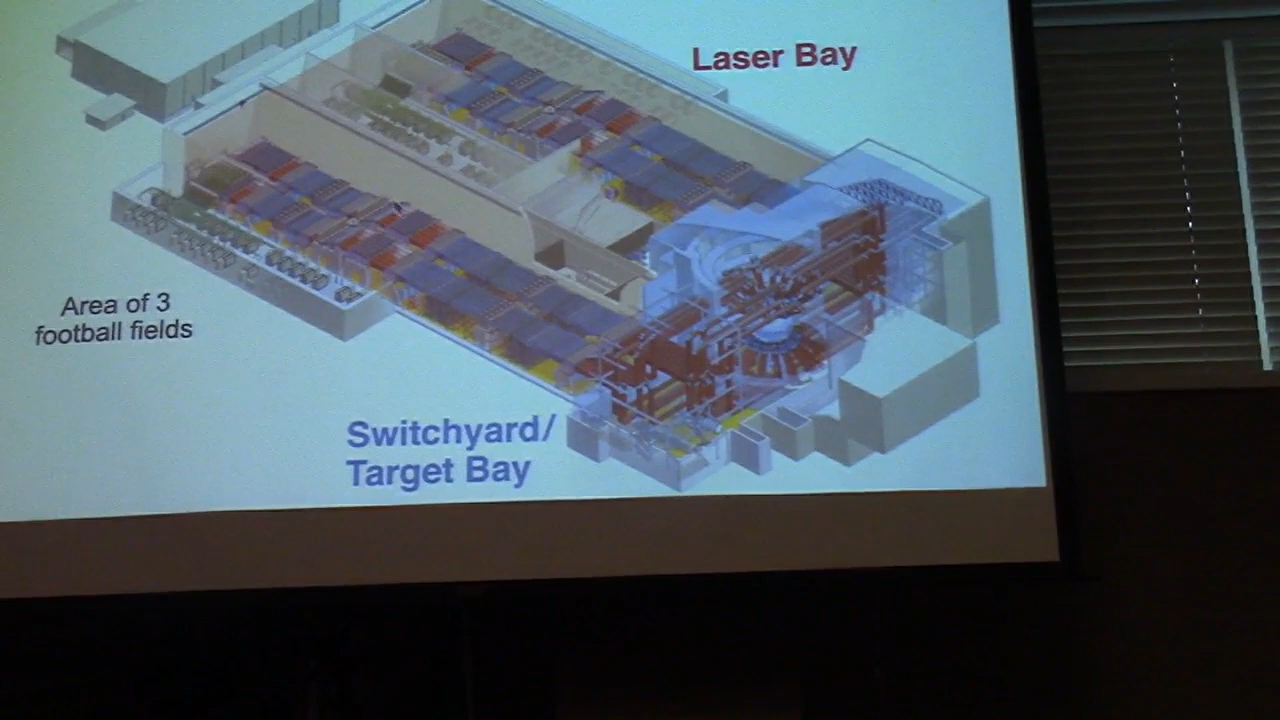 Laser Bay
Area of 3
football fields
Switchyard/
Target Bay